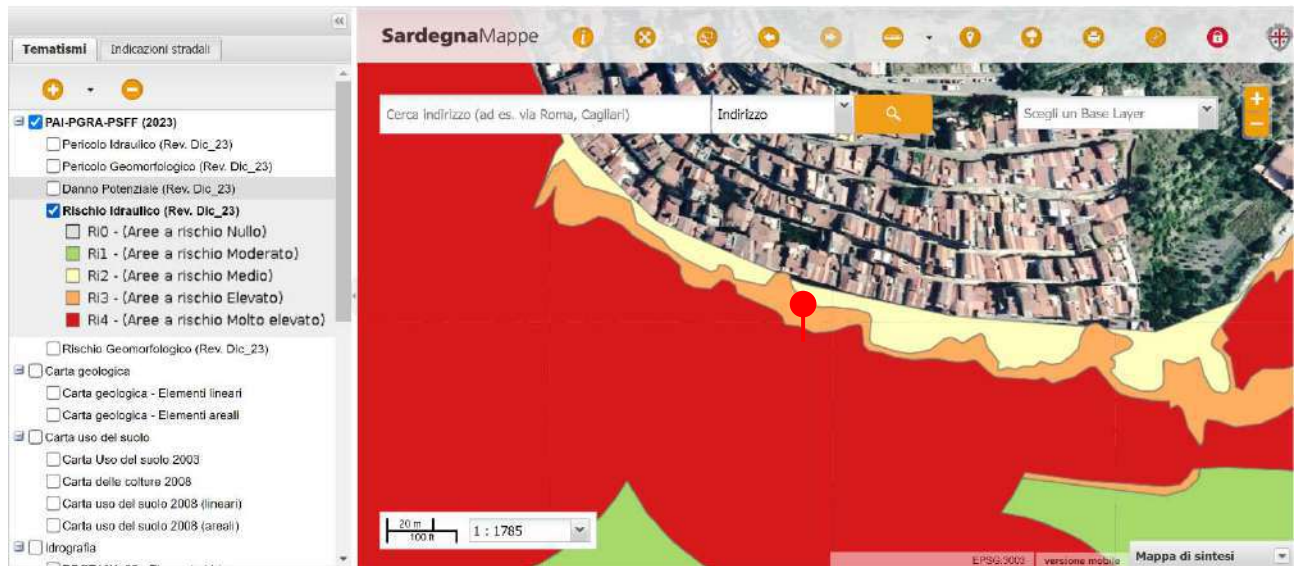 Tematismi Indicazioni stradali
PAI-PGRA-PSFF (2023)
Pericolo Idraulico (Rev. Dic_23)
Pericolo Geomorfologico (Rev. Dic_23)
Danno Potenziale (Rev. Dic_23)
Rischio Idraulico (Rev. Dic_23)
Ri0 - (Aree a rischio Nullo)
Ri1 - (Aree a rischio Moderato)
Ri2 - (Aree a rischio Medio)
Ri3 - (Aree a rischio Elevato)
Ri4 - (Aree a rischio Molto elevato)
Rischio Geomorfologico (Rev. Dic_23)
Carta geologica
Carta geologica - Elementi lineari
Carta geologica - Elementi areali
Carta uso del suolo
Carta Uso del suolo 2003
Carta delle colture 2008
Carta uso del suolo 2008 (lineari)
Carta uso del suolo 2008 (areali)
Idrografia
SardegnaMappe
Cerca indirizzo (ad es. via Roma, Cagliari) Indirizzo
Scegli un Base Layer
+
−
20 m
100 ft
1 : 1785
EPSG:3003 versione mobile Mappa di sintesi